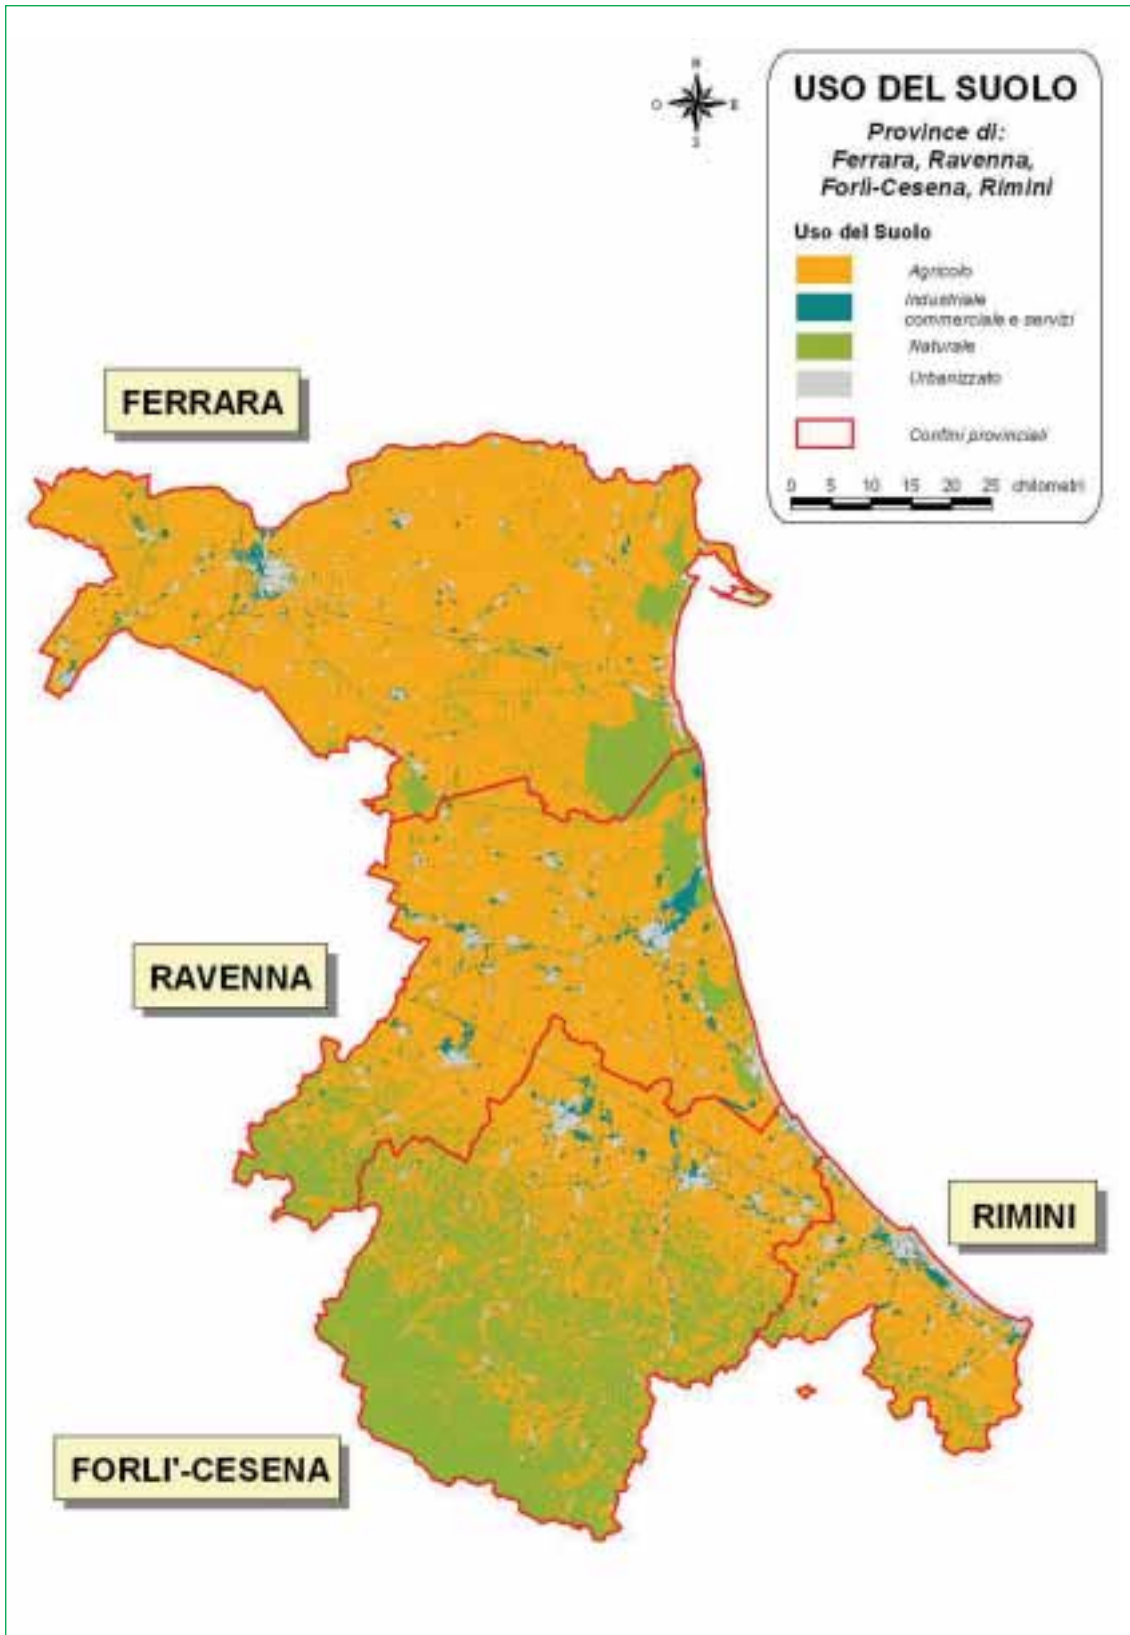 N
O
E
S
USO DEL SUOLO
Province di:
Ferrara, Ravenna,
Forlì-Cesena, Rimini
Uso del Suolo
Agricolo
Industriale
commerciale e servizi
Naturale
Urbanizzato
Confini provinciali
0 5 10 15 20 25 chilometri
FERRARA
RAVENNA
RIMINI
FORLI'-CESENA